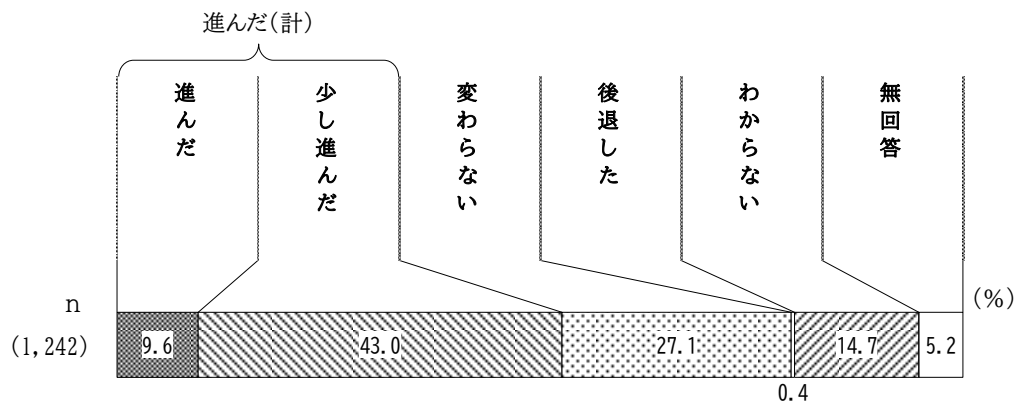 進んだ(計)
進んだ
少し進んだ
変わらない
後退した
わからない
無回答
n
(%)
(1,242)
9.6
43.0
27.1
14.7
5.2
0.4